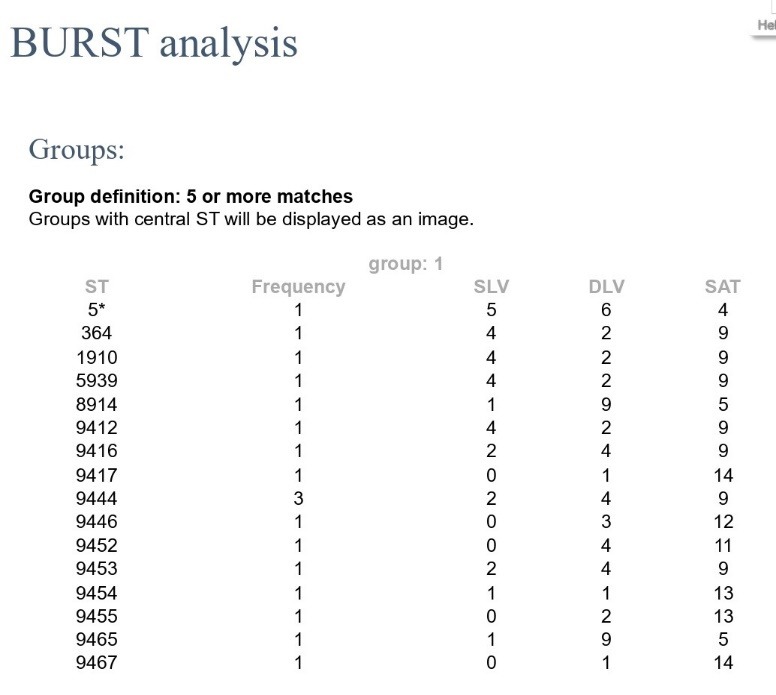 Hel
BURST analysis
Groups:
Group definition: 5 or more matches
Groups with central ST will be displayed as an image.
group: 1
ST Frequency SLV DLV SAT
5* 1 5 6 4
364 1 4 2 9
1910 1 4 2 9
5939 1 4 2 9
8914 1 1 9 5
9412 1 4 2 9
9416 1 2 4 9
9417 1 0 1 14
9444 3 2 4 9
9446 1 0 3 12
9452 1 0 4 11
9453 1 2 4 9
9454 1 1 1 13
9455 1 0 2 13
9465 1 1 9 5
9467 1 0 1 14